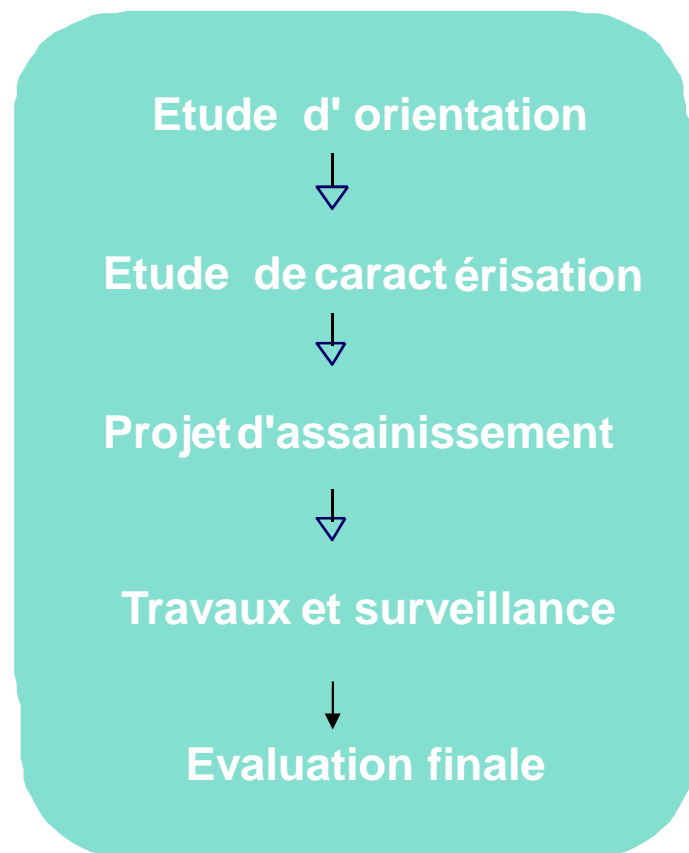 Etude d' orientation
Etude de caractérisation
Projet d'assainissement
Travaux et surveillance
Evaluation finale